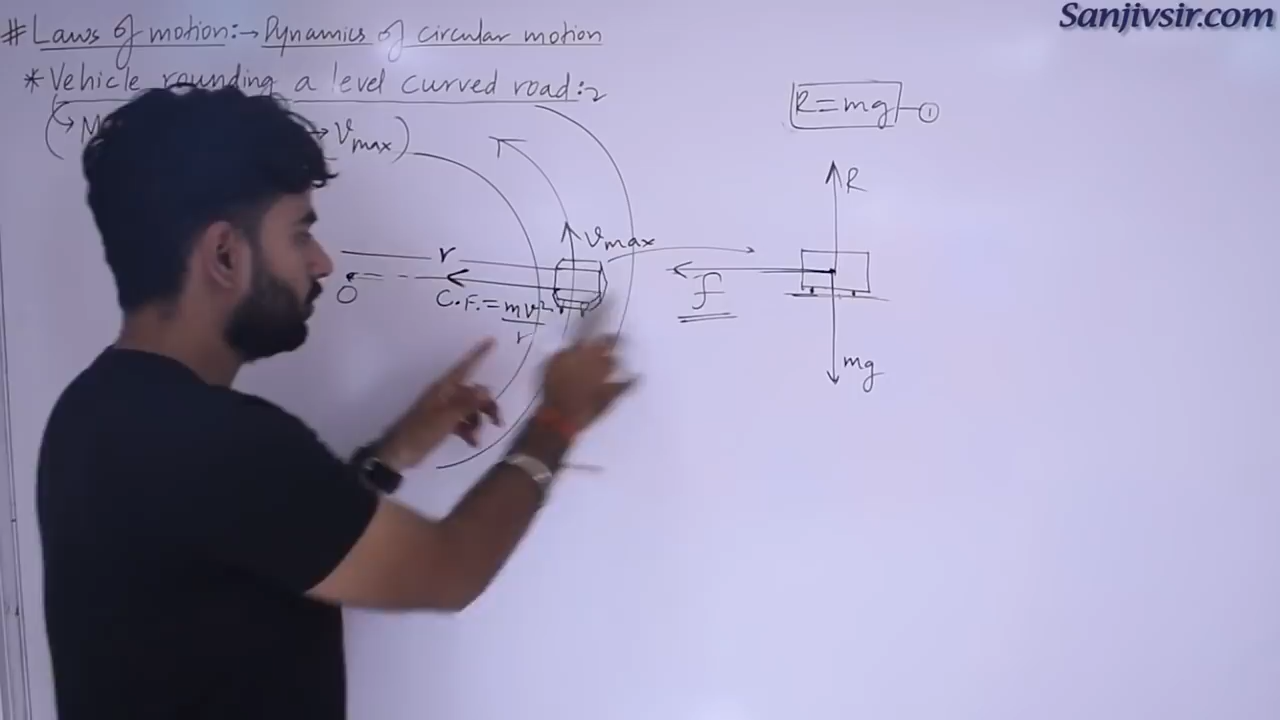 Sanjivsir.com
# Laws of motion:→ Dynamics of circular motion
* Vehicle rounding a level curved road:-
(→ → Vmax)
R = mg —①
R
Vmax
r
O
C.F. = mv²/r
f
mg